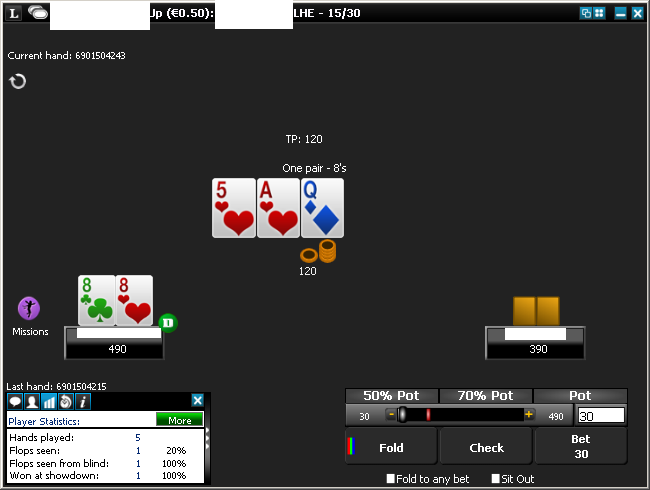 L Up (€0.50): LHE - 15/30
Current hand: 6901504243
TP: 120
One pair - 8's
5 A Q
120
8 8
D
Missions
490
390
Last hand: 6901504215
50% Pot 70% Pot Pot
Player Statistics: More
30 - + 490 30
Hands played: 5
Flops seen: 1 20%
Flops seen from blind: 1 100%
Won at showdown: 1 100%
Fold Check Bet
30
Fold to any bet Sit Out